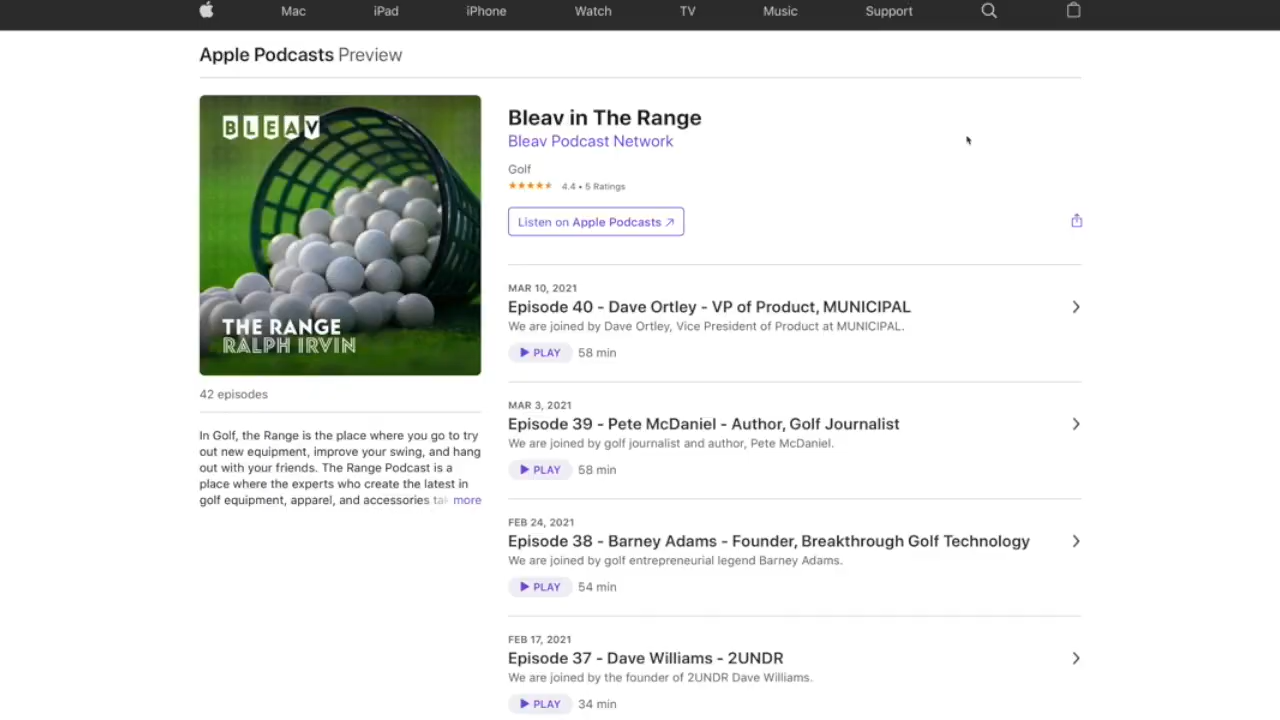 Mac iPad iPhone Watch TV Music Support
Apple Podcasts Preview
BLEAV
THE RANGE
RALPH IRVIN
42 episodes
In Golf, the Range is the place where you go to try
out new equipment, improve your swing, and hang
out with your friends. The Range Podcast is a
place where the experts who create the latest in
golf equipment, apparel, and accessories more
Bleav in The Range
Bleav Podcast Network
Golf
4.4 • 5 Ratings
Listen on Apple Podcasts ↗
MAR 10, 2021
Episode 40 - Dave Ortley - VP of Product, MUNICIPAL
We are joined by Dave Ortley, Vice President of Product at MUNICIPAL.
PLAY 58 min
MAR 3, 2021
Episode 39 - Pete McDaniel - Author, Golf Journalist
We are joined by golf journalist and author, Pete McDaniel.
PLAY 58 min
FEB 24, 2021
Episode 38 - Barney Adams - Founder, Breakthrough Golf Technology
We are joined by golf entrepreneurial legend Barney Adams.
PLAY 54 min
FEB 17, 2021
Episode 37 - Dave Williams - 2UNDR
We are joined by the founder of 2UNDR Dave Williams.
PLAY 34 min